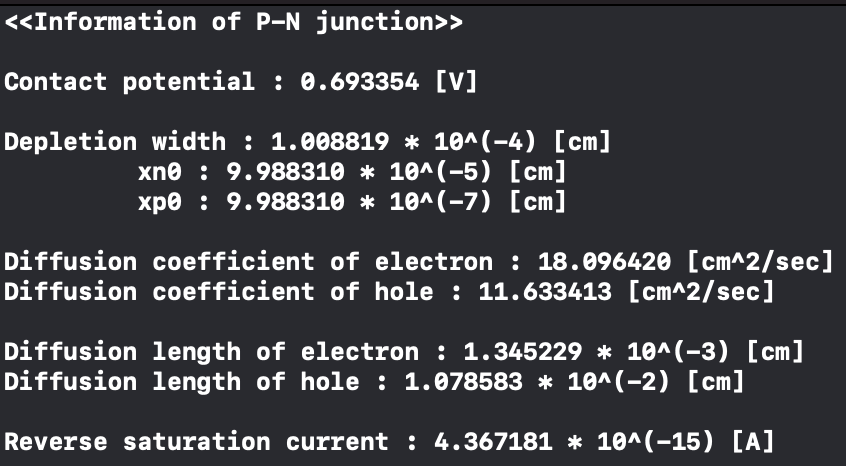 <<Information of P-N junction>>
Contact potential : 0.693354 [V]
Depletion width : 1.008819 * 10^(-4) [cm]
xn0 : 9.988310 * 10^(-5) [cm]
xp0 : 9.988310 * 10^(-7) [cm]
Diffusion coefficient of electron : 18.096420 [cm^2/sec]
Diffusion coefficient of hole : 11.633413 [cm^2/sec]
Diffusion length of electron : 1.345229 * 10^(-3) [cm]
Diffusion length of hole : 1.078583 * 10^(-2) [cm]
Reverse saturation current : 4.367181 * 10^(-15) [A]